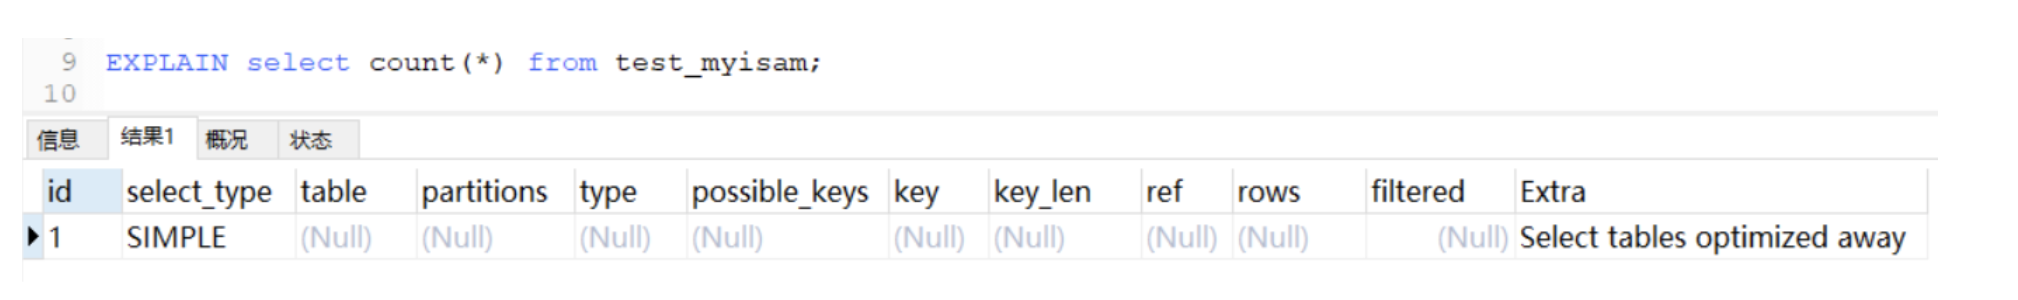 9 EXPLAIN select count(*) from test_myisam;
10
信息 结果1 概况 状态
id select_type table partitions type possible_keys key key_len ref rows filtered Extra
1 SIMPLE (Null) (Null) (Null) (Null) (Null) (Null) (Null) (Null) (Null) Select tables optimized away